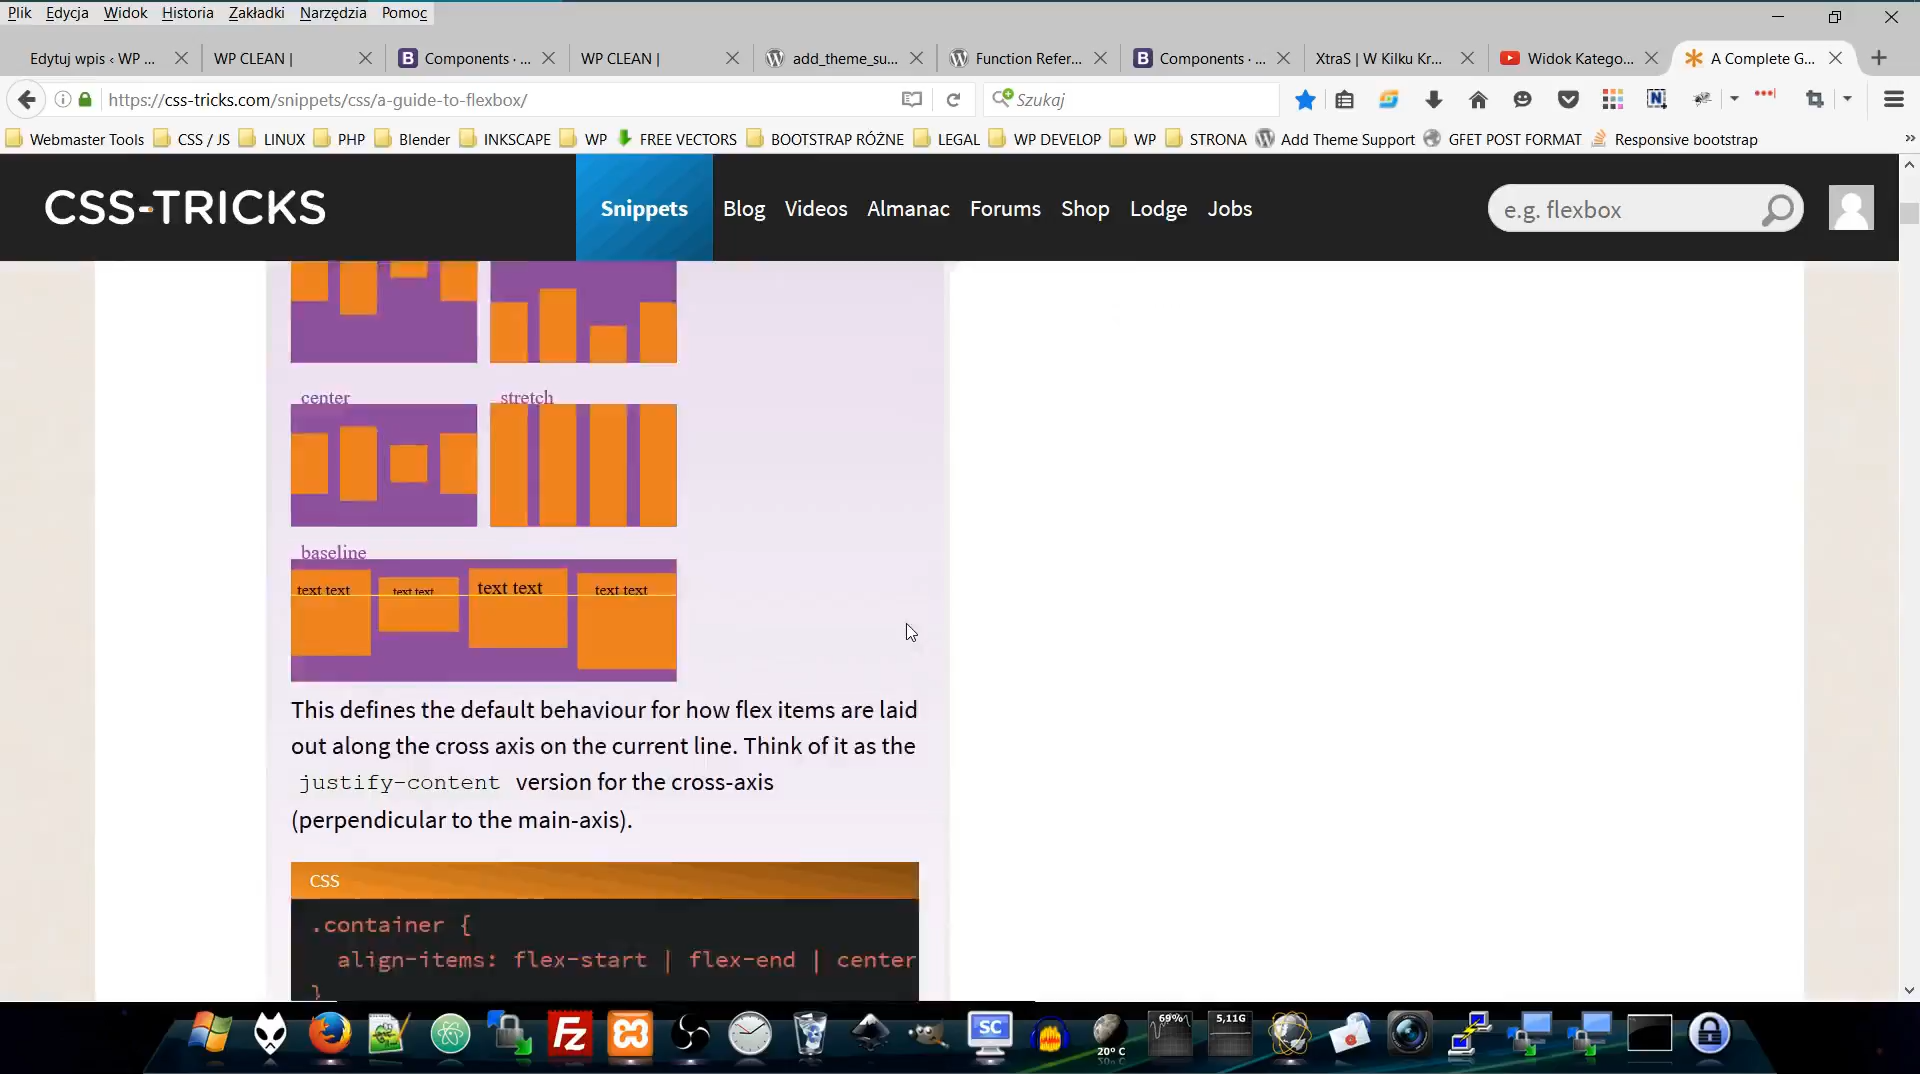 Plik Edycja Widok Historia Zakładki Narzędzia Pomoc
Edytuj wpis ‹ WP ... WP CLEAN | Components · ... WP CLEAN | add_theme_su... Function Refer... Components · ... XtraS | W Kilku Kr... Widok Katego... A Complete G...
https://css-tricks.com/snippets/css/a-guide-to-flexbox/ Szukaj
Webmaster Tools CSS / JS LINUX PHP Blender INKSCAPE WP FREE VECTORS BOOTSTRAP RÓŻNE LEGAL WP DEVELOP WP STRONA Add Theme Support GFET POST FORMAT Responsive bootstrap
CSS-TRICKS Snippets Blog Videos Almanac Forums Shop Lodge Jobs e.g. flexbox
center stretch
baseline
text text text text text text text text
This defines the default behaviour for how flex items are laid
out along the cross axis on the current line. Think of it as the
justify-content version for the cross-axis
(perpendicular to the main-axis).
CSS
.container {
align-items: flex-start | flex-end | center
}
SC 20° C 69% 5,11G